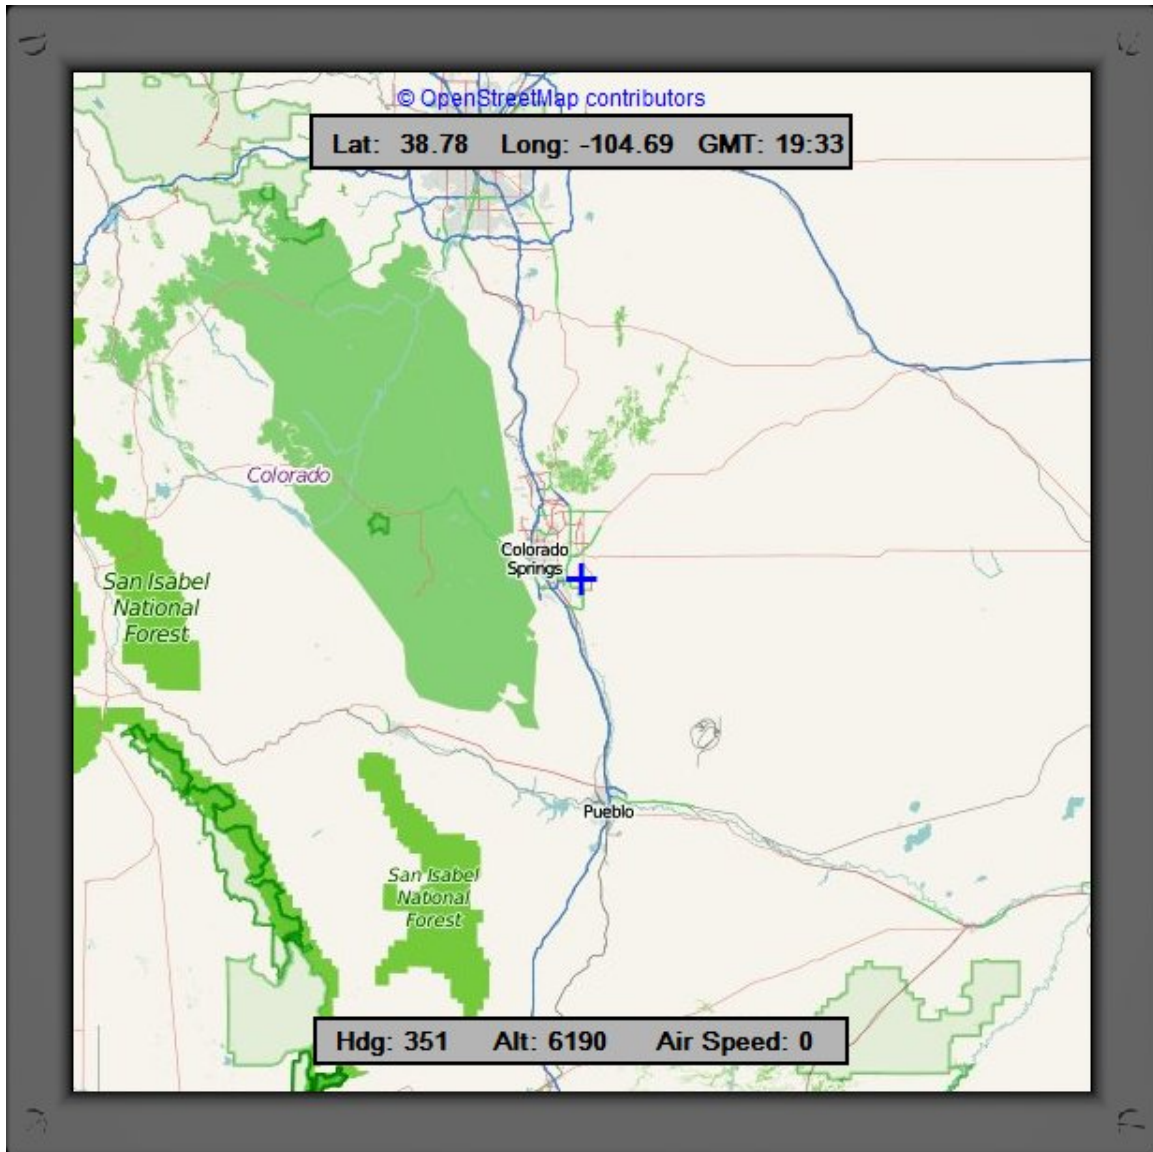 © OpenStreetMap contributors
Lat: 38.78 Long: -104.69 GMT: 19:33
Colorado
Colorado
Springs
San Isabel
National
Forest
Pueblo
San Isabel
National
Forest
Hdg: 351 Alt: 6190 Air Speed: 0